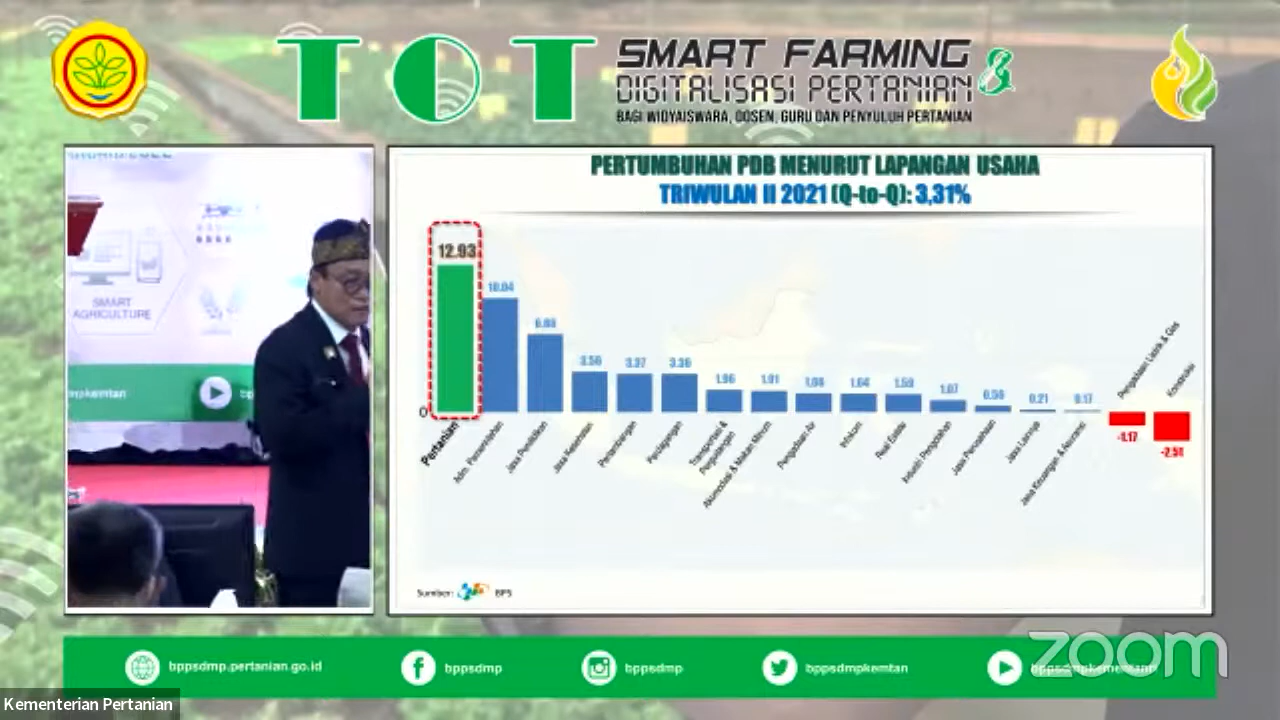 TOT
SMART FARMING &
DIGITALISASI PERTANIAN
BAGI WIDYAISWARA, DOSEN, GURU DAN PENYULUH PERTANIAN
SMART
AGRICULTURE
mpkemtan
bp
PERTUMBUHAN PDB MENURUT LAPANGAN USAHA
TRIWULAN II 2021 (Q-to-Q): 3,31%
12.93
10.04
6.88
3.56
3.37
3.36
1.96
1.91
1.64
1.59
1.07
0.21
0.17
0
-1.17
-2.51
Pertanian
Adm. Pemerintahan
Jasa Pendidikan
Jasa Kesehatan
Pertambangan
Perdagangan
Transportasi &
Pergudangan
Akomodasi & Makan Minum
Pengadaan Air
Infokom
Real Estate
Industri Pengolahan
Jasa Perusahaan
Jasa Lainnya
Jasa Keuangan & Asuransi
Pengadaan Listrik & Gas
Konstruksi
Sumber: BPS
zoom
bppsdmp.pertanian.go.id
bppsdmp
bppsdmp
bppsdmpkemtan
bppsdmpkementan
Kementerian Pertanian